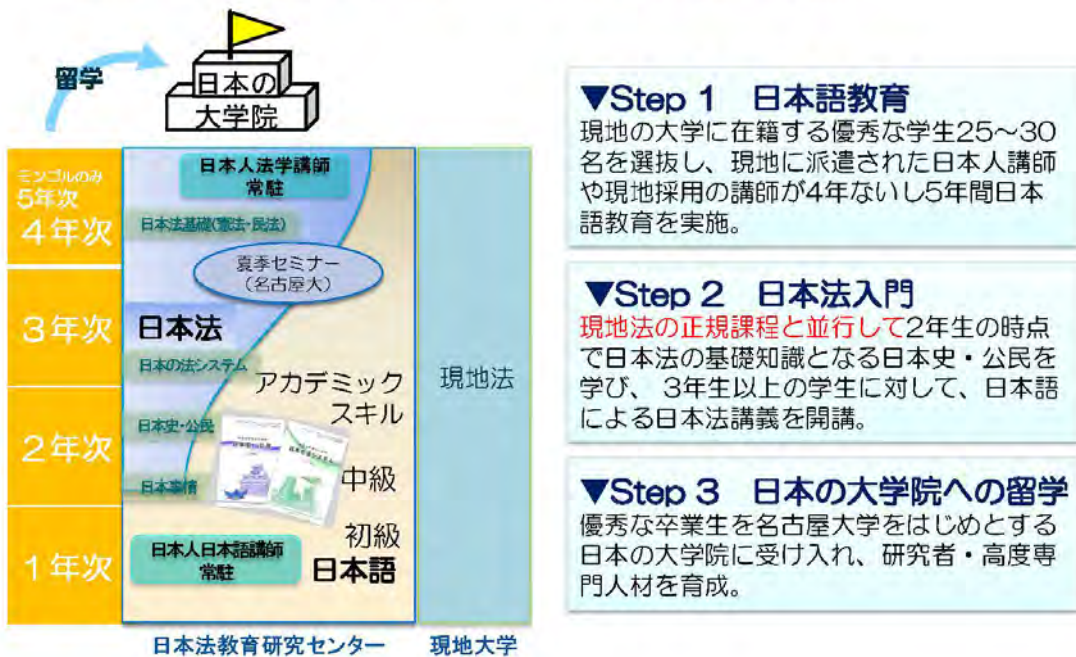 留学
日本の
大学院
モンゴルのみ
5年次
4年次
3年次
2年次
1年次
日本人法学講師
常駐
日本法基礎(憲法・民法)
夏季セミナー
(名古屋大)
日本法
日本の法システム
アカデミック
スキル
日本史・公民
中級
日本事情
初級
日本人日本語講師
常駐
日本語
現地法
日本法教育研究センター
現地大学
▼Step 1 日本語教育
現地の大学に在籍する優秀な学生25～30
名を選抜し、現地に派遣された日本人講師
や現地採用の講師が4年ないし5年間日本
語教育を実施。
▼Step 2 日本法入門
現地法の正規課程と並行して2年生の時点
で日本法の基礎知識となる日本史・公民を
学び、 3年生以上の学生に対して、日本語
による日本法講義を開講。
▼Step 3 日本の大学院への留学
優秀な卒業生を名古屋大学をはじめとする
日本の大学院に受け入れ、研究者・高度専
門人材を育成。